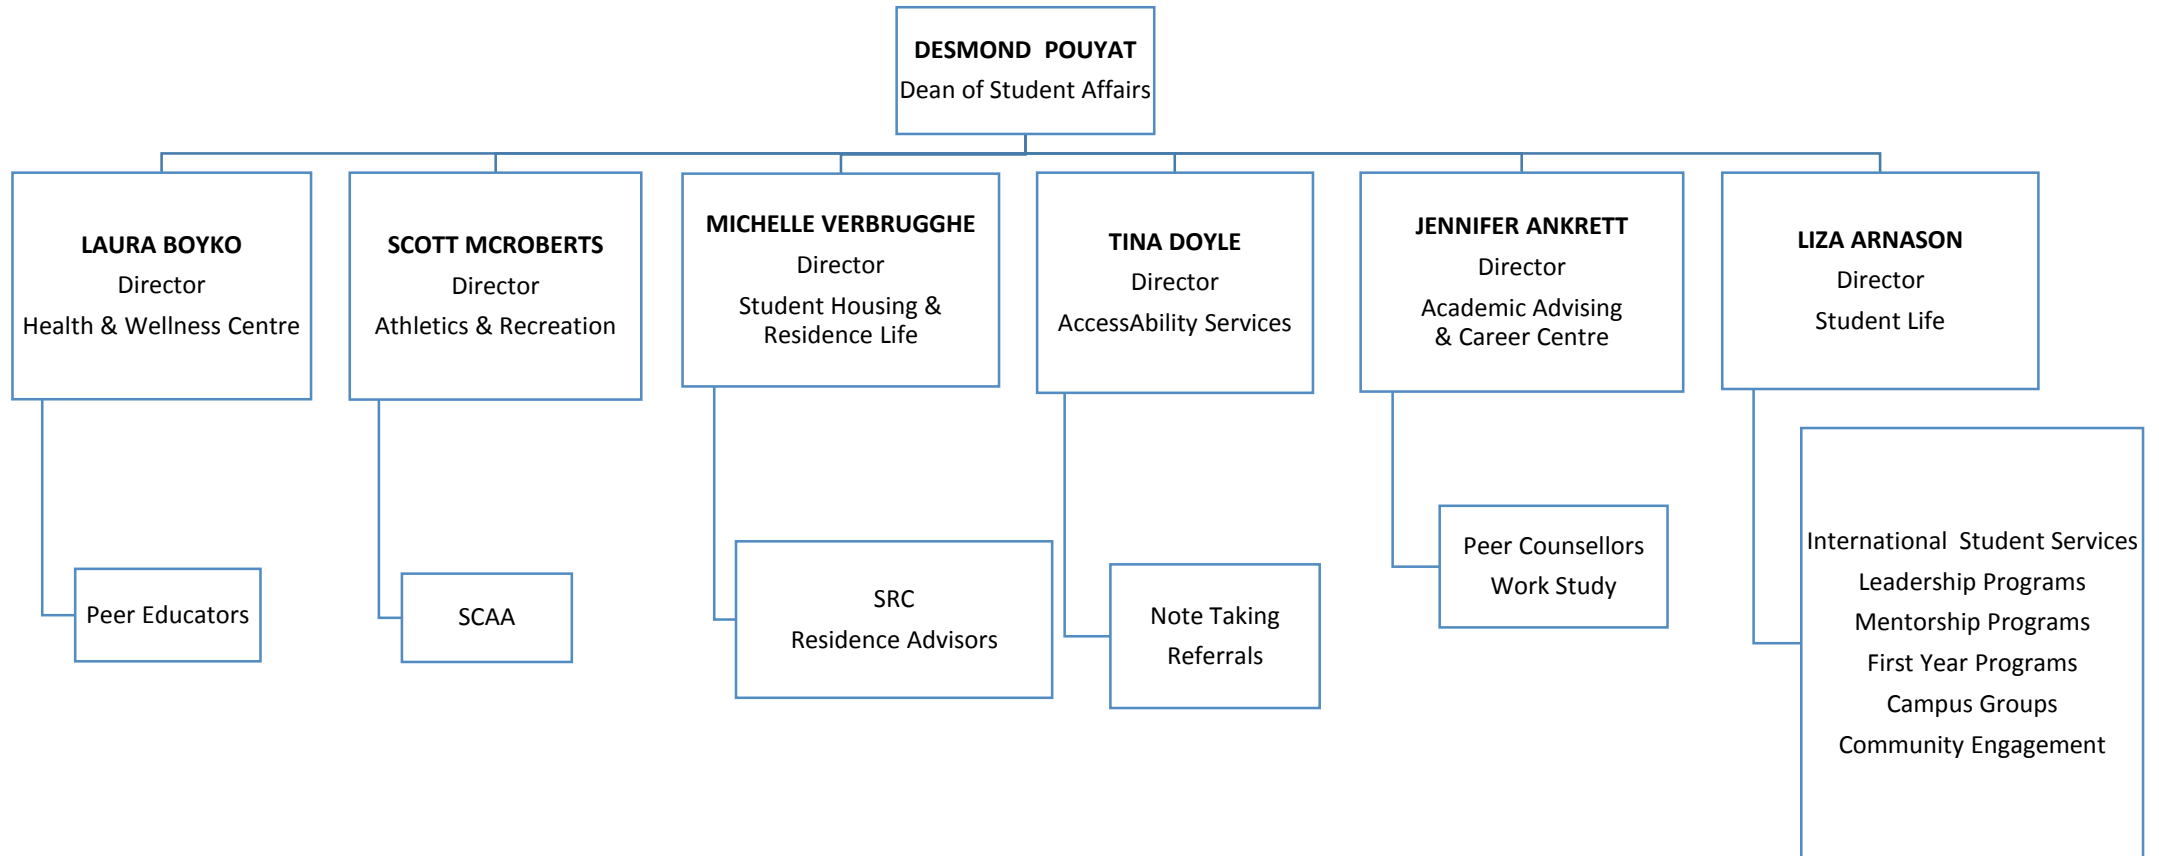 DESMOND  POUYAT
Dean of Student Affairs
LAURA BOYKO
Director
Health & Wellness Centre
SCOTT MCROBERTS
Director
Athletics & Recreation
MICHELLE VERBRUGGHE
Director
Student Housing &
Residence Life
TINA DOYLE
Director
AccessAbility Services
JENNIFER ANKRETT
Director
Academic Advising
& Career Centre
LIZA ARNASON
Director
Student Life
Peer Educators
SCAA
SRC
Residence Advisors
Note Taking
Referrals
Peer Counsellors
Work Study
International  Student Services
Leadership Programs
Mentorship Programs
First Year Programs
Campus Groups
Community Engagement